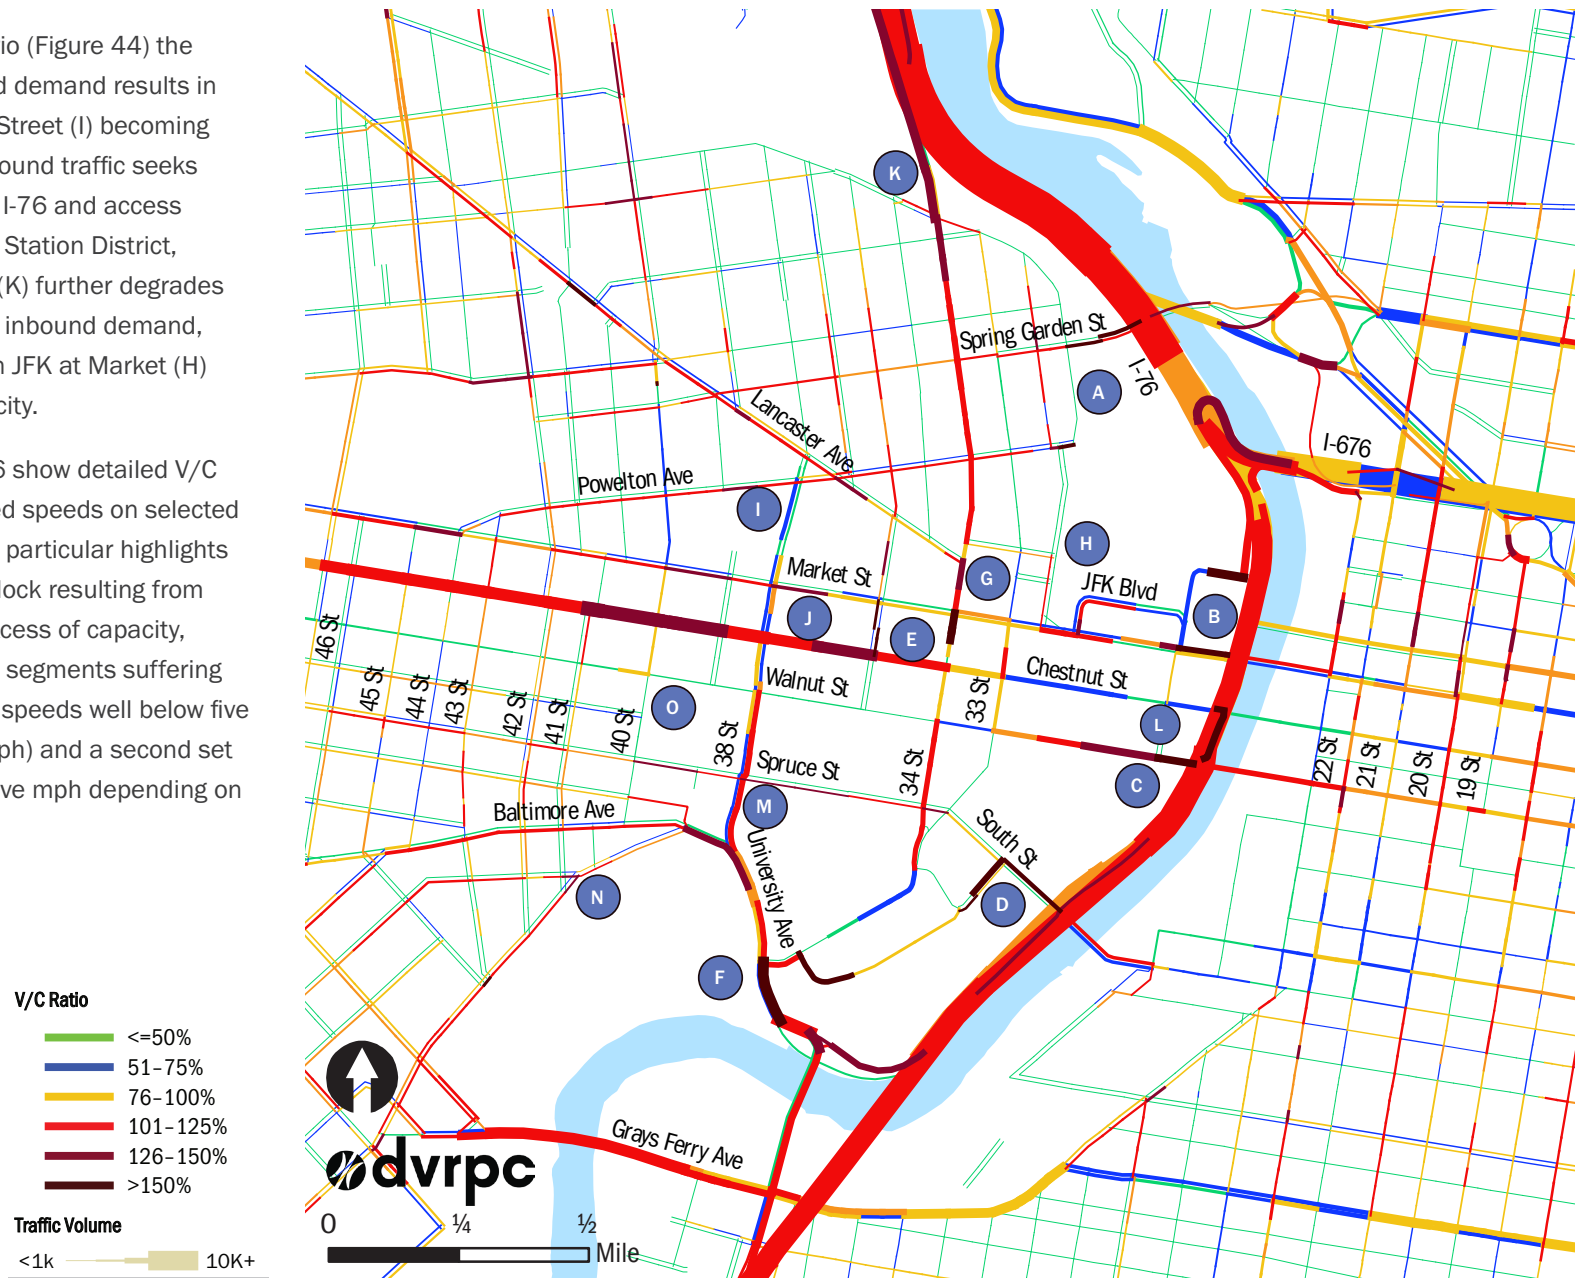 io (Figure 44) the
d demand results in
Street (I) becoming
ound traffic seeks
I-76 and access
Station District,
(K) further degrades
inbound demand,
n JFK at Market (H)
city.
6 show detailed V/C
ed speeds on selected
particular highlights
lock resulting from
cess of capacity,
segments suffering
speeds well below five
ph) and a second set
ve mph depending on
V/C Ratio
<=50%
51-75%
76-100%
101-125%
126-150%
>150%
Traffic Volume
<1k
10K+
K
Spring Garden St
I-76
A
Lancaster Ave
I-676
Powelton Ave
I
H
Market St
G
JFK Blvd
B
J
E
46 St
45 St
44 St
43 St
42 St
41 St
40 St
O
38 St
Walnut St
Chestnut St
33 St
L
34 St
22 St
21 St
20 St
19 St
Spruce St
C
M
Baltimore Ave
University Ave
South St
N
D
F
Grays Ferry Ave
dvrpc
0
¼
½
Mile